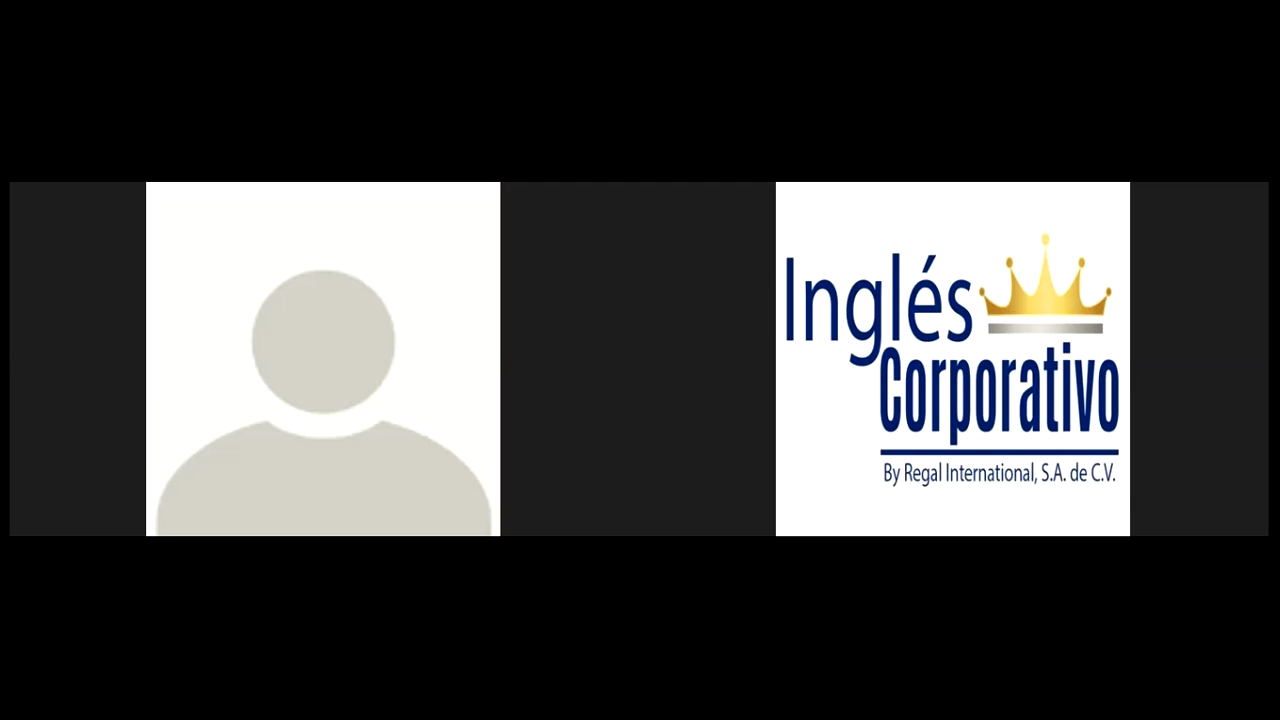 Inglés
Corporativo
By Regal International, S.A. de C.V.